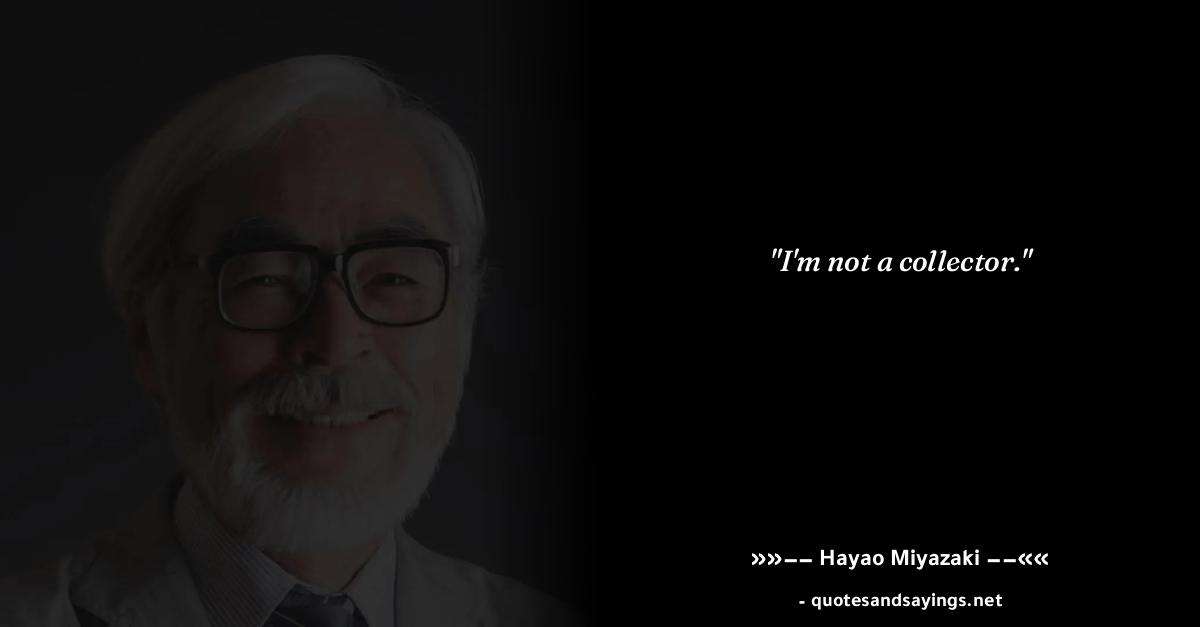 "I'm not a collector."
»»−− Hayao Miyazaki −−««
- quotesandsayings.net